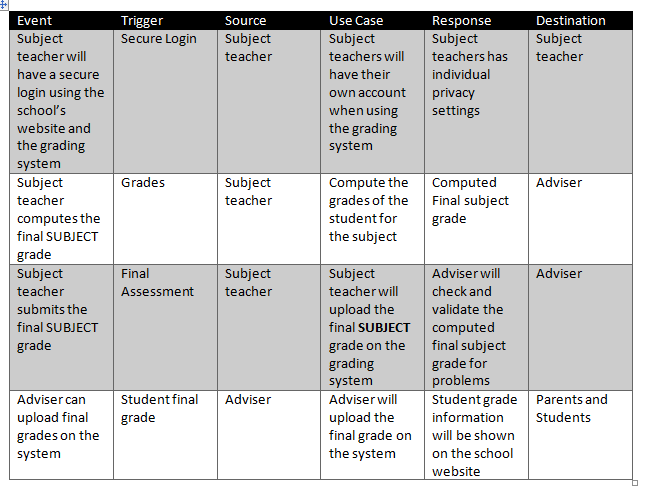 Event Trigger Source Use Case Response Destination
Subject teacher will have a secure login using the school's website and the grading system
Secure Login
Subject teacher
Subject teachers will have their own account when using the grading system
Subject teachers has individual privacy settings
Subject teacher
Subject teacher computes the final SUBJECT grade
Grades
Subject teacher
Compute the grades of the student for the subject
Computed Final subject grade
Adviser
Subject teacher submits the final SUBJECT grade
Final Assessment
Subject teacher
Subject teacher will upload the final SUBJECT grade on the grading system
Adviser will check and validate the computed final subject grade for problems
Adviser
Adviser can upload final grades on the system
Student final grade
Adviser
Adviser will upload the final grade on the system
Student grade information will be shown on the school website
Parents and Students